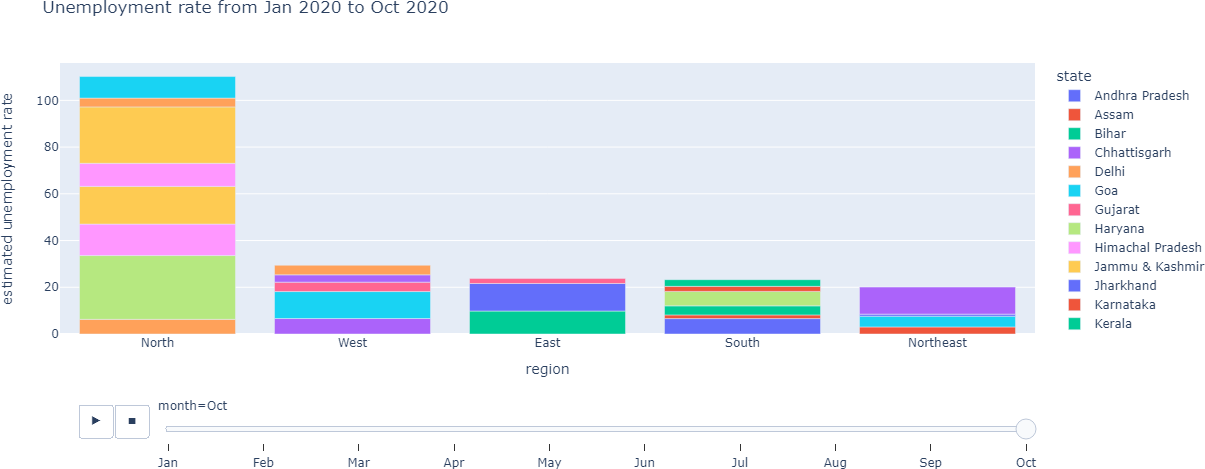 Unemployment rate from Jan 2020 to Oct 2020
estimated unemployment rate
100
80
60
40
20
0
North West East South Northeast
region
state
Andhra Pradesh
Assam
Bihar
Chhattisgarh
Delhi
Goa
Gujarat
Haryana
Himachal Pradesh
Jammu & Kashmir
Jharkhand
Karnataka
Kerala
month=Oct
Jan Feb Mar Apr May Jun Jul Aug Sep Oct